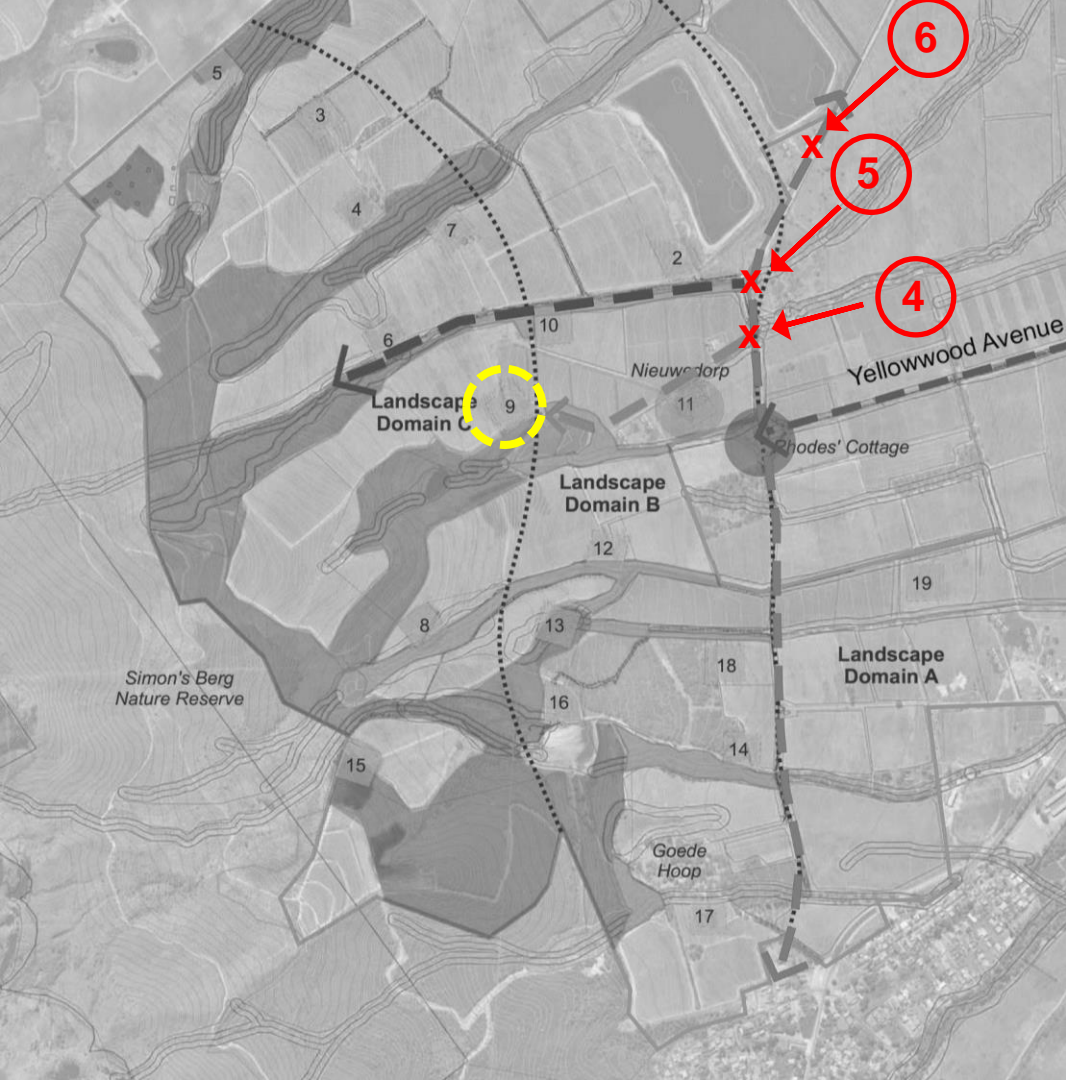 6
5
3
x
5
4
7
2
x
4
10
x
6
Yellowwood Avenue
Nieuwedorp
Landscape
Domain C
9
11
Rhodes' Cottage
Landscape
Domain B
12
19
8
13
Landscape
Domain A
18
Simon's Berg
Nature Reserve
16
14
15
Goede
Hoop
17